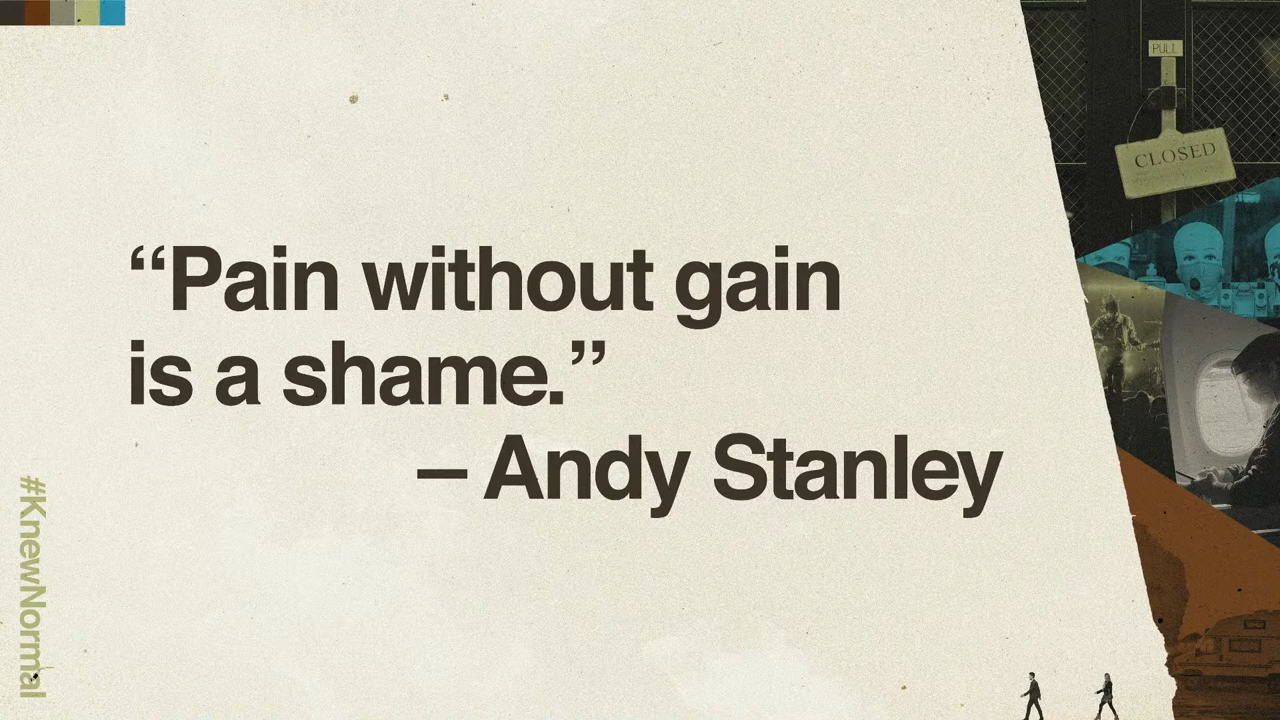 “Pain without gain
is a shame.”
– Andy Stanley
#KnewNormal
PULL
CLOSED